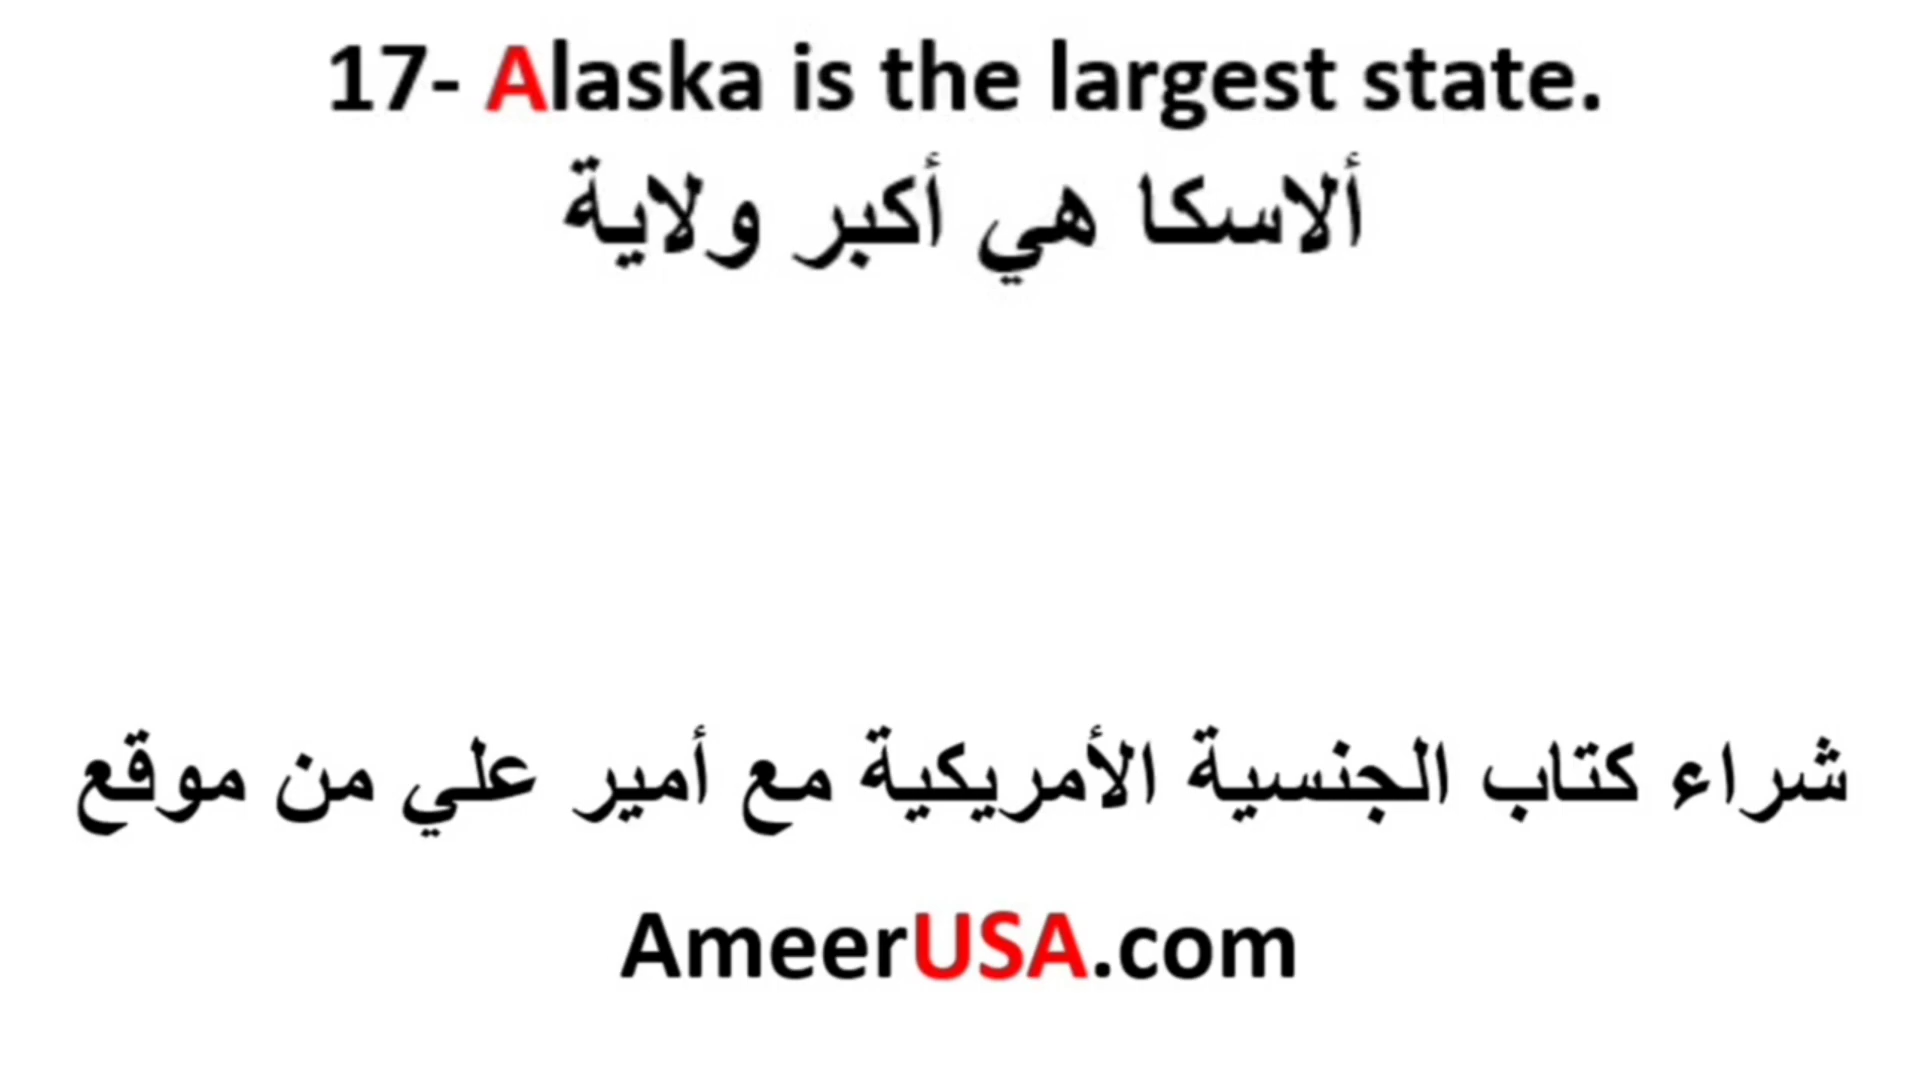 17- Alaska is the largest state.
ألاسكا هي أكبر ولاية
شراء كتاب الجنسية الأمريكية مع أمير علي من موقع
AmeerUSA.com